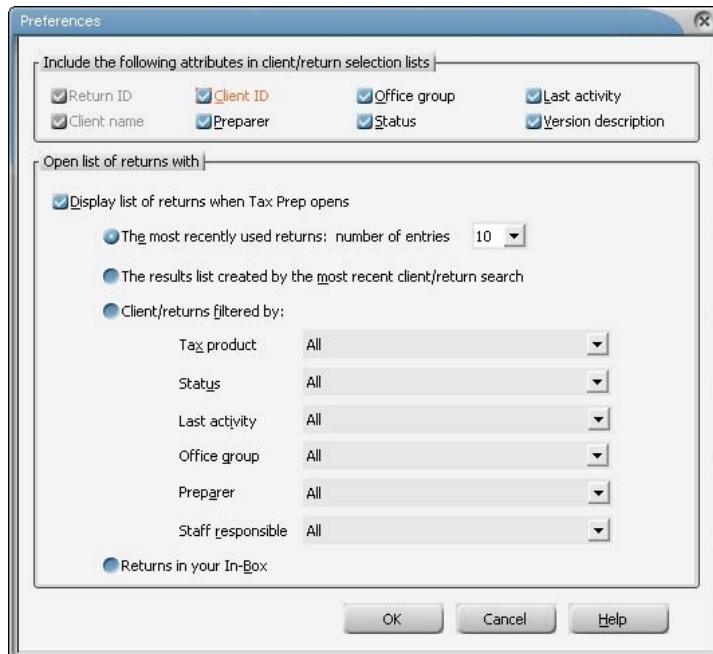 Preferences
Include the following attributes in client/return selection lists
Return ID Client ID Office group Last activity
Client name Preparer Status Version description
Open list of returns with
Display list of returns when Tax Prep opens
The most recently used returns: number of entries 10
The results list created by the most recent client/return search
Client/returns filtered by:
Tax product All
Status All
Last activity All
Office group All
Preparer All
Staff responsible All
Returns in your In-Box
OK Cancel Help